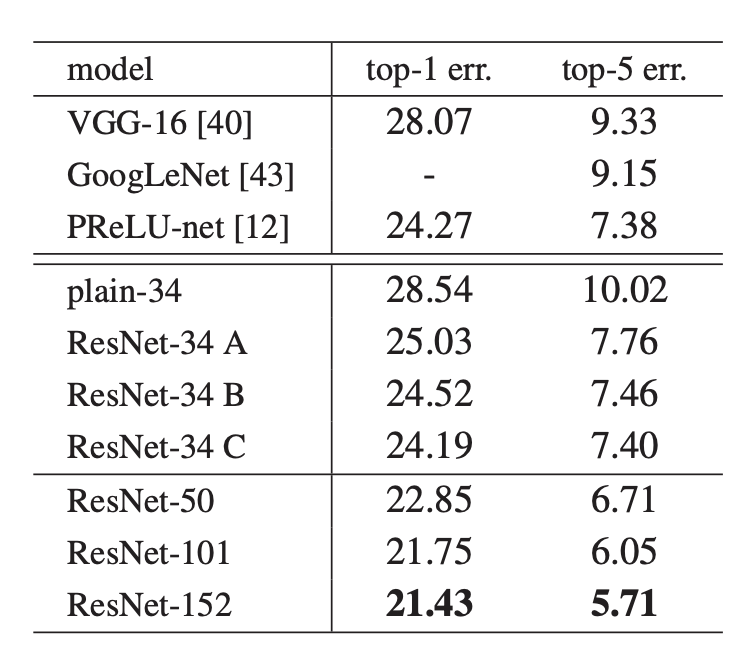 model top-1 err. top-5 err.
VGG-16 [40] 28.07 9.33
GoogLeNet [43] - 9.15
PReLU-net [12] 24.27 7.38
plain-34 28.54 10.02
ResNet-34 A 25.03 7.76
ResNet-34 B 24.52 7.46
ResNet-34 C 24.19 7.40
ResNet-50 22.85 6.71
ResNet-101 21.75 6.05
ResNet-152 21.43 5.71